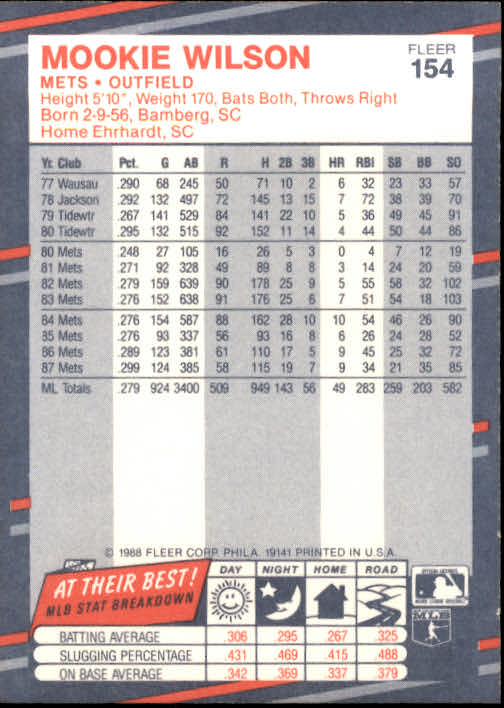 MOOKIE WILSON
FLEER
154
METS • OUTFIELD
Height 5'10", Weight 170, Bats Both, Throws Right
Born 2-9-56, Bamberg, SC
Home Ehrhardt, SC
Yr. Club Pct. G AB R H 2B 3B HR RBI SB BB SO
77 Wausau .290 68 245 50 71 10 2 6 32 23 33 57
78 Jackson .292 132 497 72 145 13 15 7 72 38 39 70
79 Tidewtr .267 141 529 84 141 22 10 5 36 49 45 91
80 Tidewtr .295 132 515 92 152 11 14 4 44 50 44 86
80 Mets .248 27 105 16 26 5 3 0 4 7 12 19
81 Mets .271 92 328 49 89 8 8 3 14 24 20 59
82 Mets .279 159 639 90 178 25 9 5 55 58 32 102
83 Mets .276 152 638 91 176 25 6 7 51 54 18 103
84 Mets .276 154 587 88 162 28 10 10 54 46 26 90
85 Mets .276 93 337 56 93 16 8 6 26 24 28 52
86 Mets .289 123 381 61 110 17 5 9 45 25 32 72
87 Mets .299 124 385 58 115 19 7 9 34 21 35 85
ML Totals .279 924 3400 509 949 143 56 49 283 259 203 582
© 1988 FLEER CORP. PHILA. 19141 PRINTED IN U.S.A.
AT THEIR BEST!
MLB STAT BREAKDOWN
DAY NIGHT HOME ROAD
BATTING AVERAGE .306 .295 .267 .325
SLUGGING PERCENTAGE .431 .469 .415 .488
ON BASE AVERAGE .342 .369 .337 .379